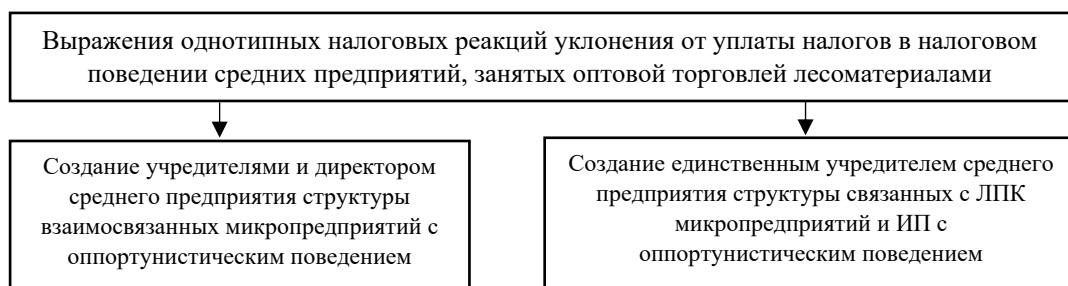 Выражения однотипных налоговых реакций уклонения от уплаты налогов в налоговом
поведении средних предприятий, занятых оптовой торговлей лесоматериалами
Создание учредителями и директором
среднего предприятия структуры
взаимосвязанных микропредприятий с
оппортунистическим поведением
Создание единственным учредителем среднего
предприятия структуры связанных с ЛПК
микропредприятий и ИП с
оппортунистическим поведением